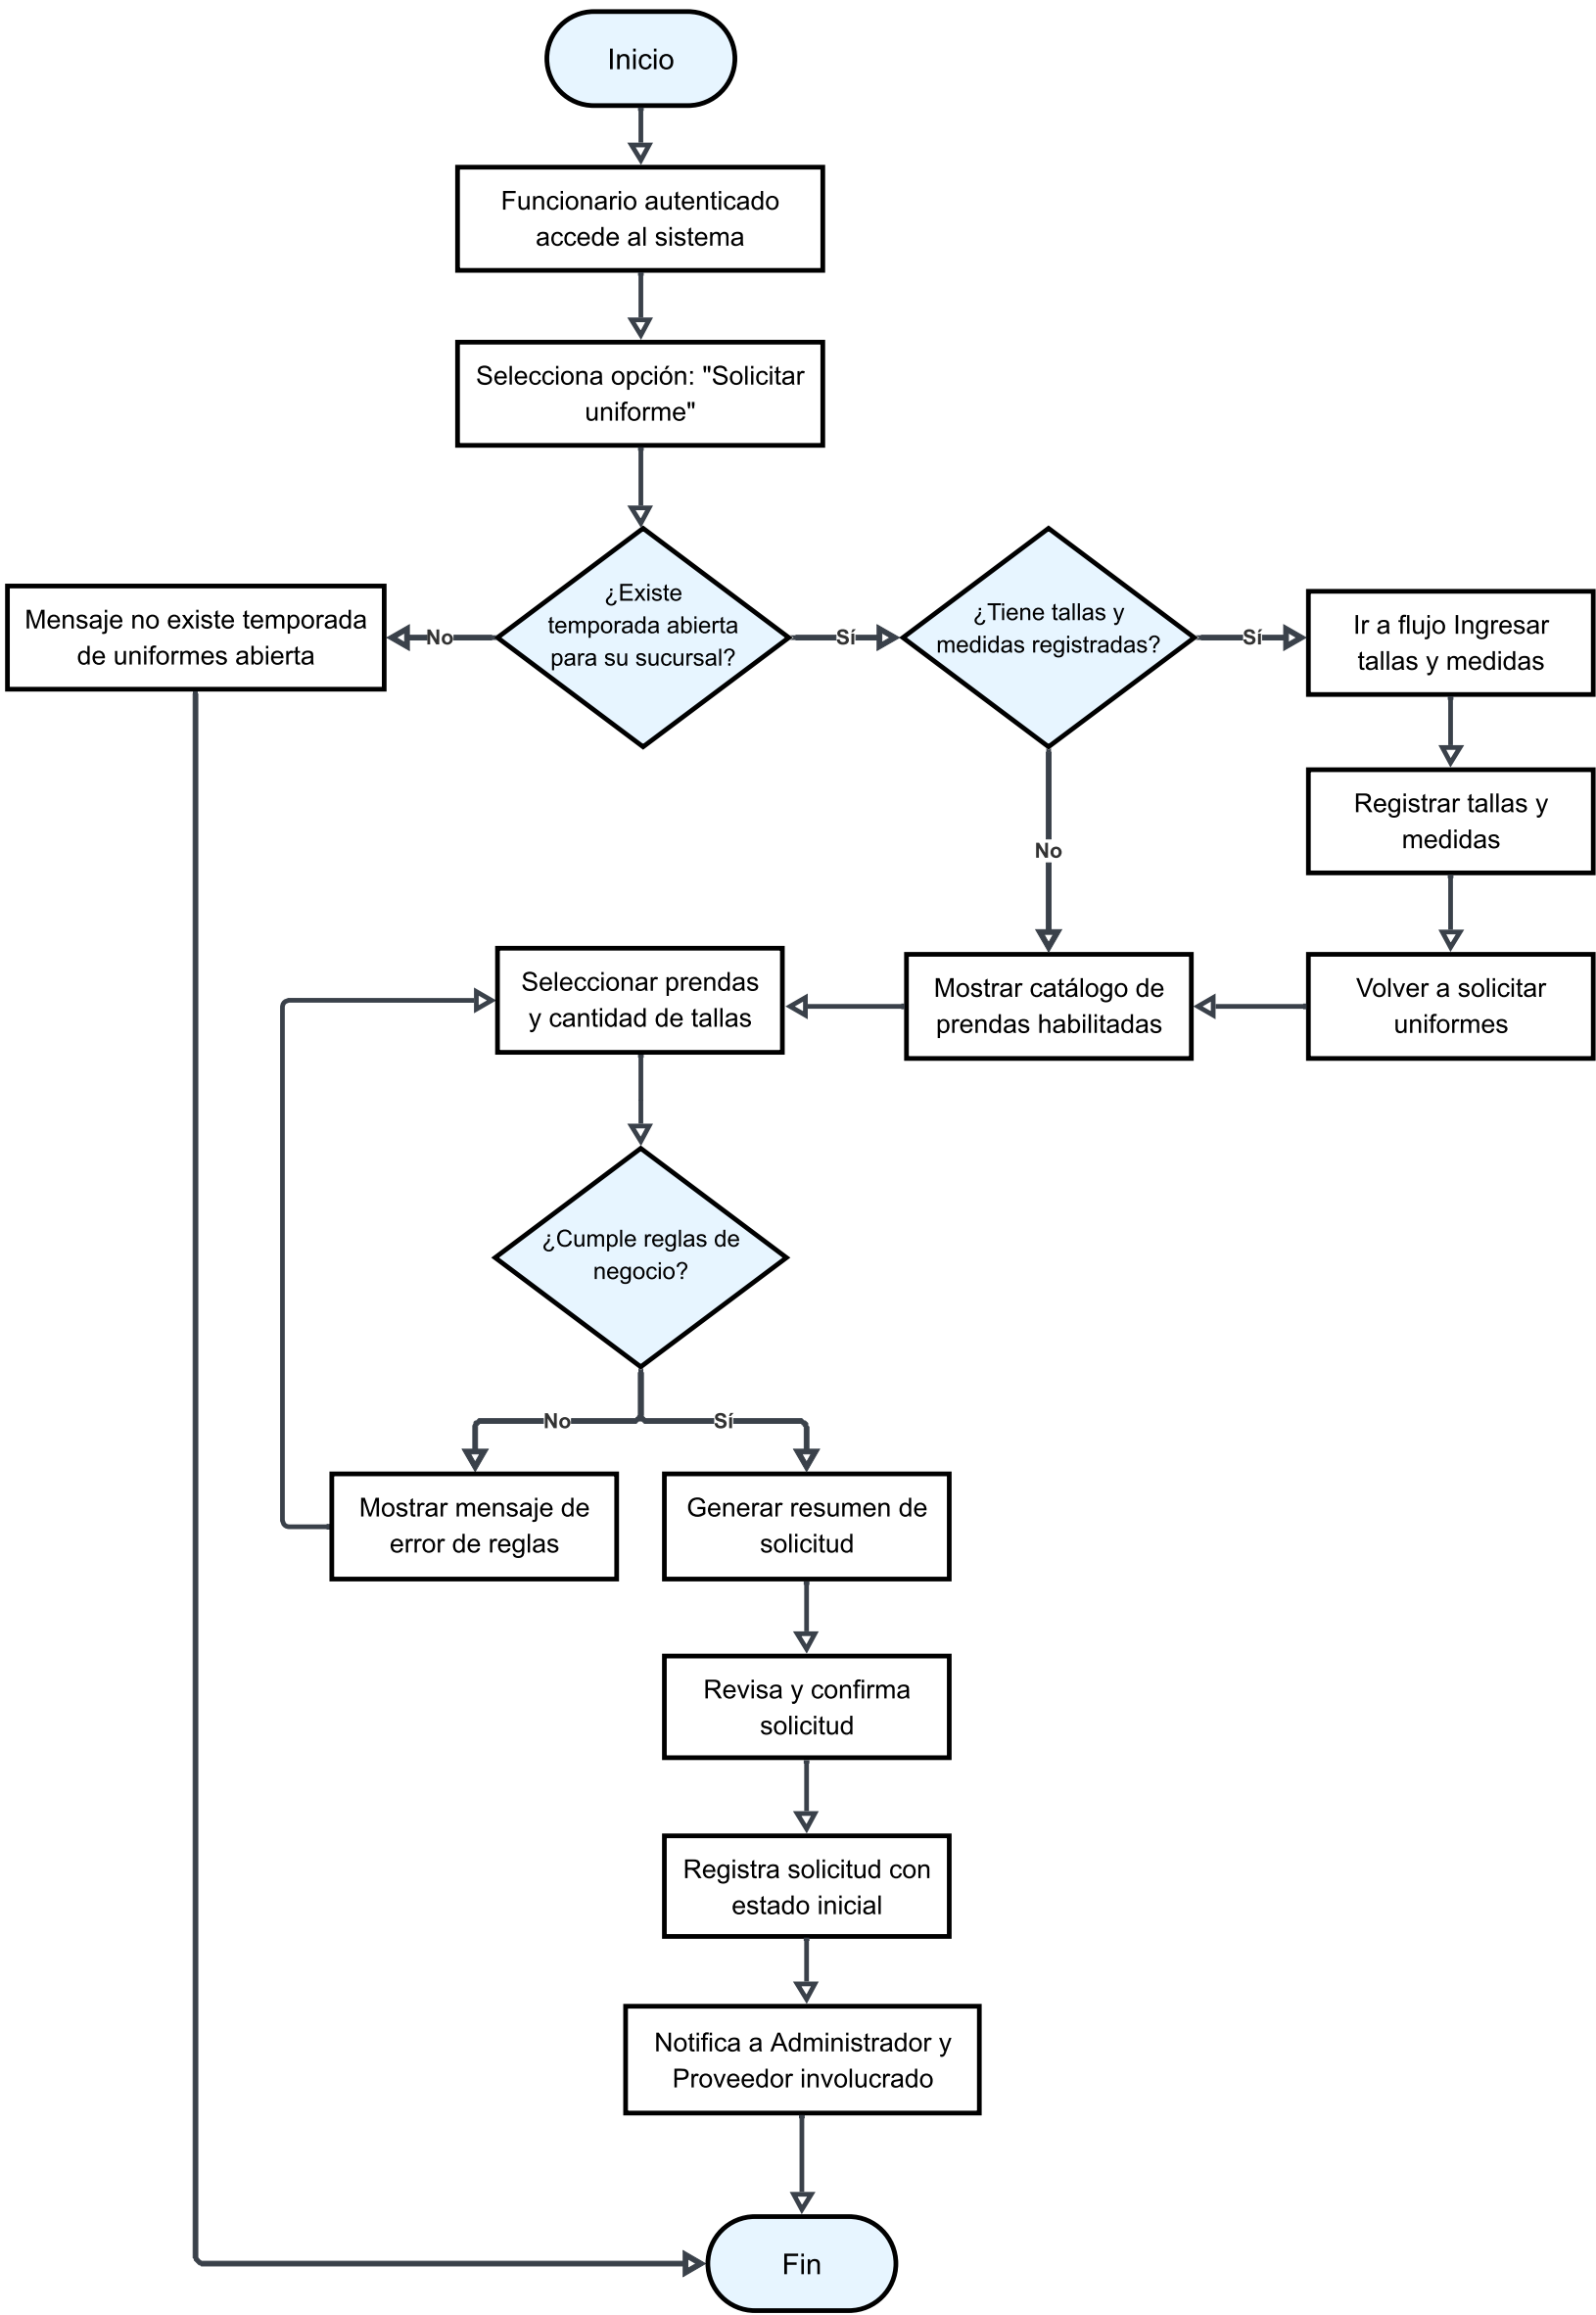 Inicio
Funcionario autenticado
accede al sistema
Selecciona opción: "Solicitar
uniforme"
¿Existe
temporada abierta
para su sucursal?
No
Mensaje no existe temporada
de uniformes abierta
Sí
¿Tiene tallas y
medidas registradas?
Sí
Ir a flujo Ingresar
tallas y medidas
Registrar tallas y
medidas
No
Volver a solicitar
uniformes
Mostrar catálogo de
prendas habilitadas
Seleccionar prendas
y cantidad de tallas
¿Cumple reglas de
negocio?
No
Sí
Mostrar mensaje de
error de reglas
Generar resumen de
solicitud
Revisa y confirma
solicitud
Registra solicitud con
estado inicial
Notifica a Administrador y
Proveedor involucrado
Fin